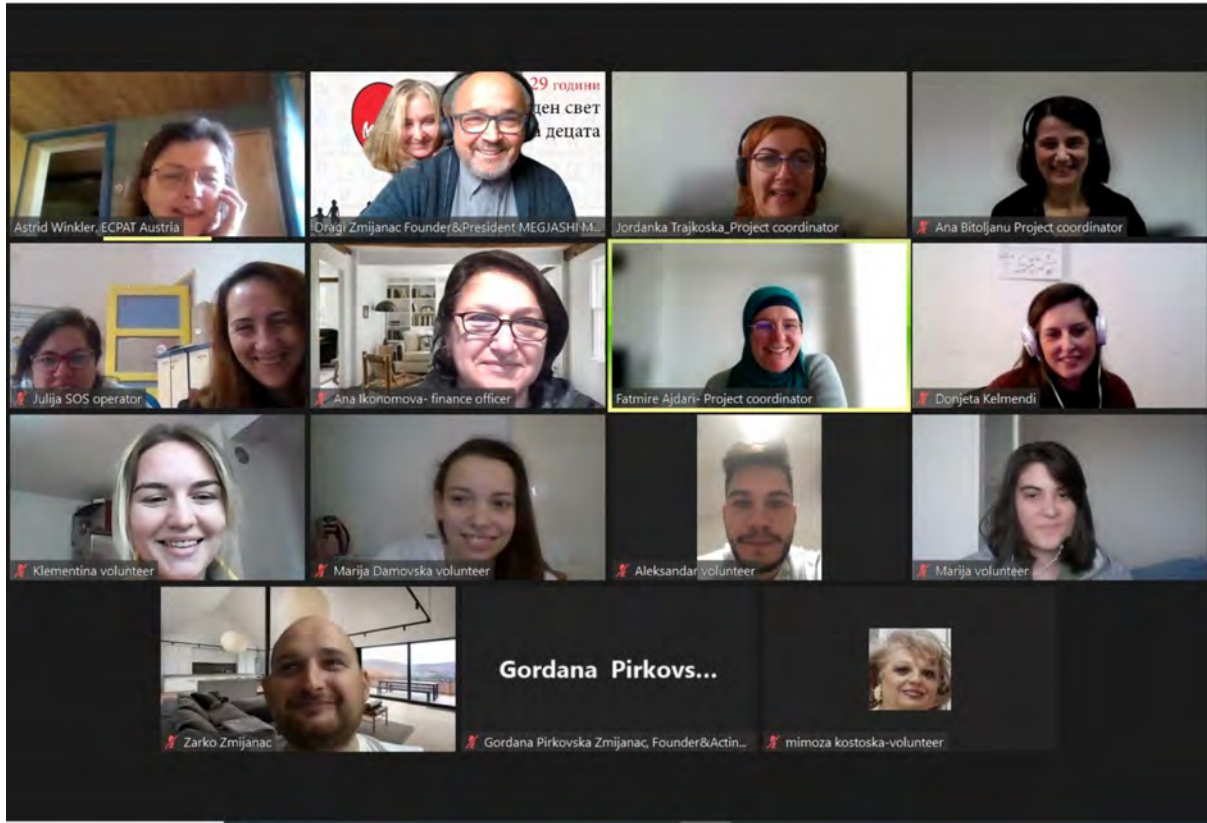 Astrid Winkler, ECPAT Austria
29 години
ден свет
децата
Dragi Zmijanac Founder&President MEGJASHI M...
Jordanka Trajkoska_Project coordinator
Ana Bitoljanu Project coordinator
Julija SOS operator
Ana Ikonomova- finance officer
Fatmire Ajdari- Project coordinator
Donjeta Kelmendi
Klementina volunteer
Marija Damovska volunteer
Aleksandar volunteer
Marija volunteer
Zarko Zmijanac
Gordana Pirkovs...
Gordana Pirkovska Zmijanac, Founder&Actin...
mimoza kostoska-volunteer